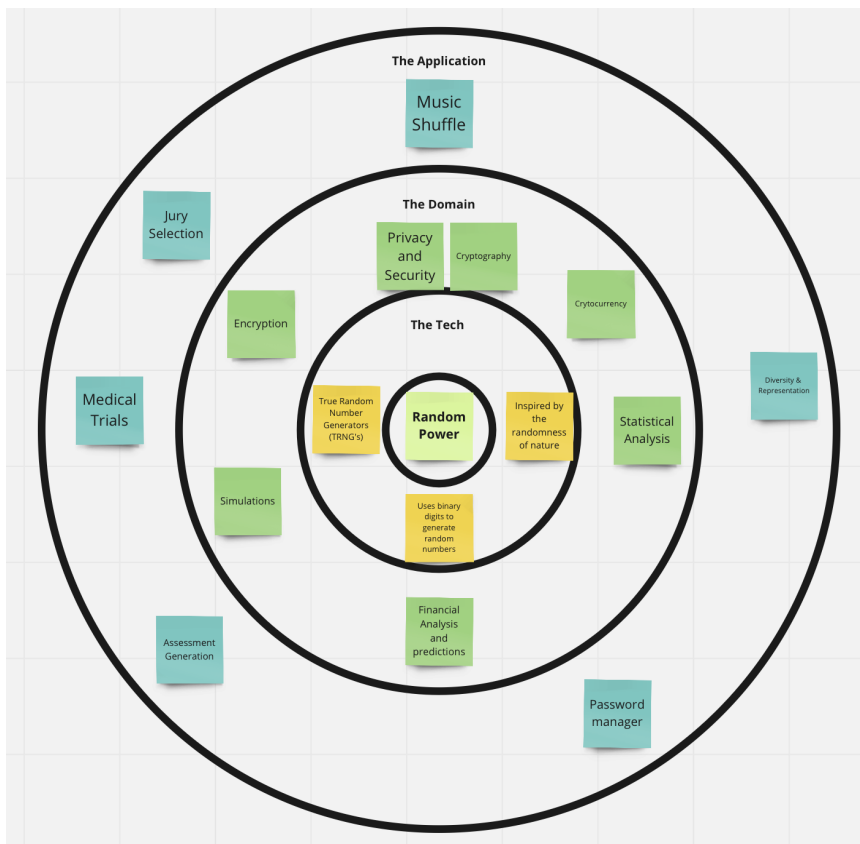 The Application
Music
Shuffle
Jury
Selection
The Domain
Privacy
and
Security
Cryptography
Crytocurrency
Encryption
The Tech
Medical
Trials
True Random
Number
Generators
(TRNG's)
Random
Power
Inspired by
the
randomness
of nature
Statistical
Analysis
Diversity &
Representation
Simulations
Uses binary
digits to
generate
random
numbers
Financial
Analysis
and
predictions
Assessment
Generation
Password
manager